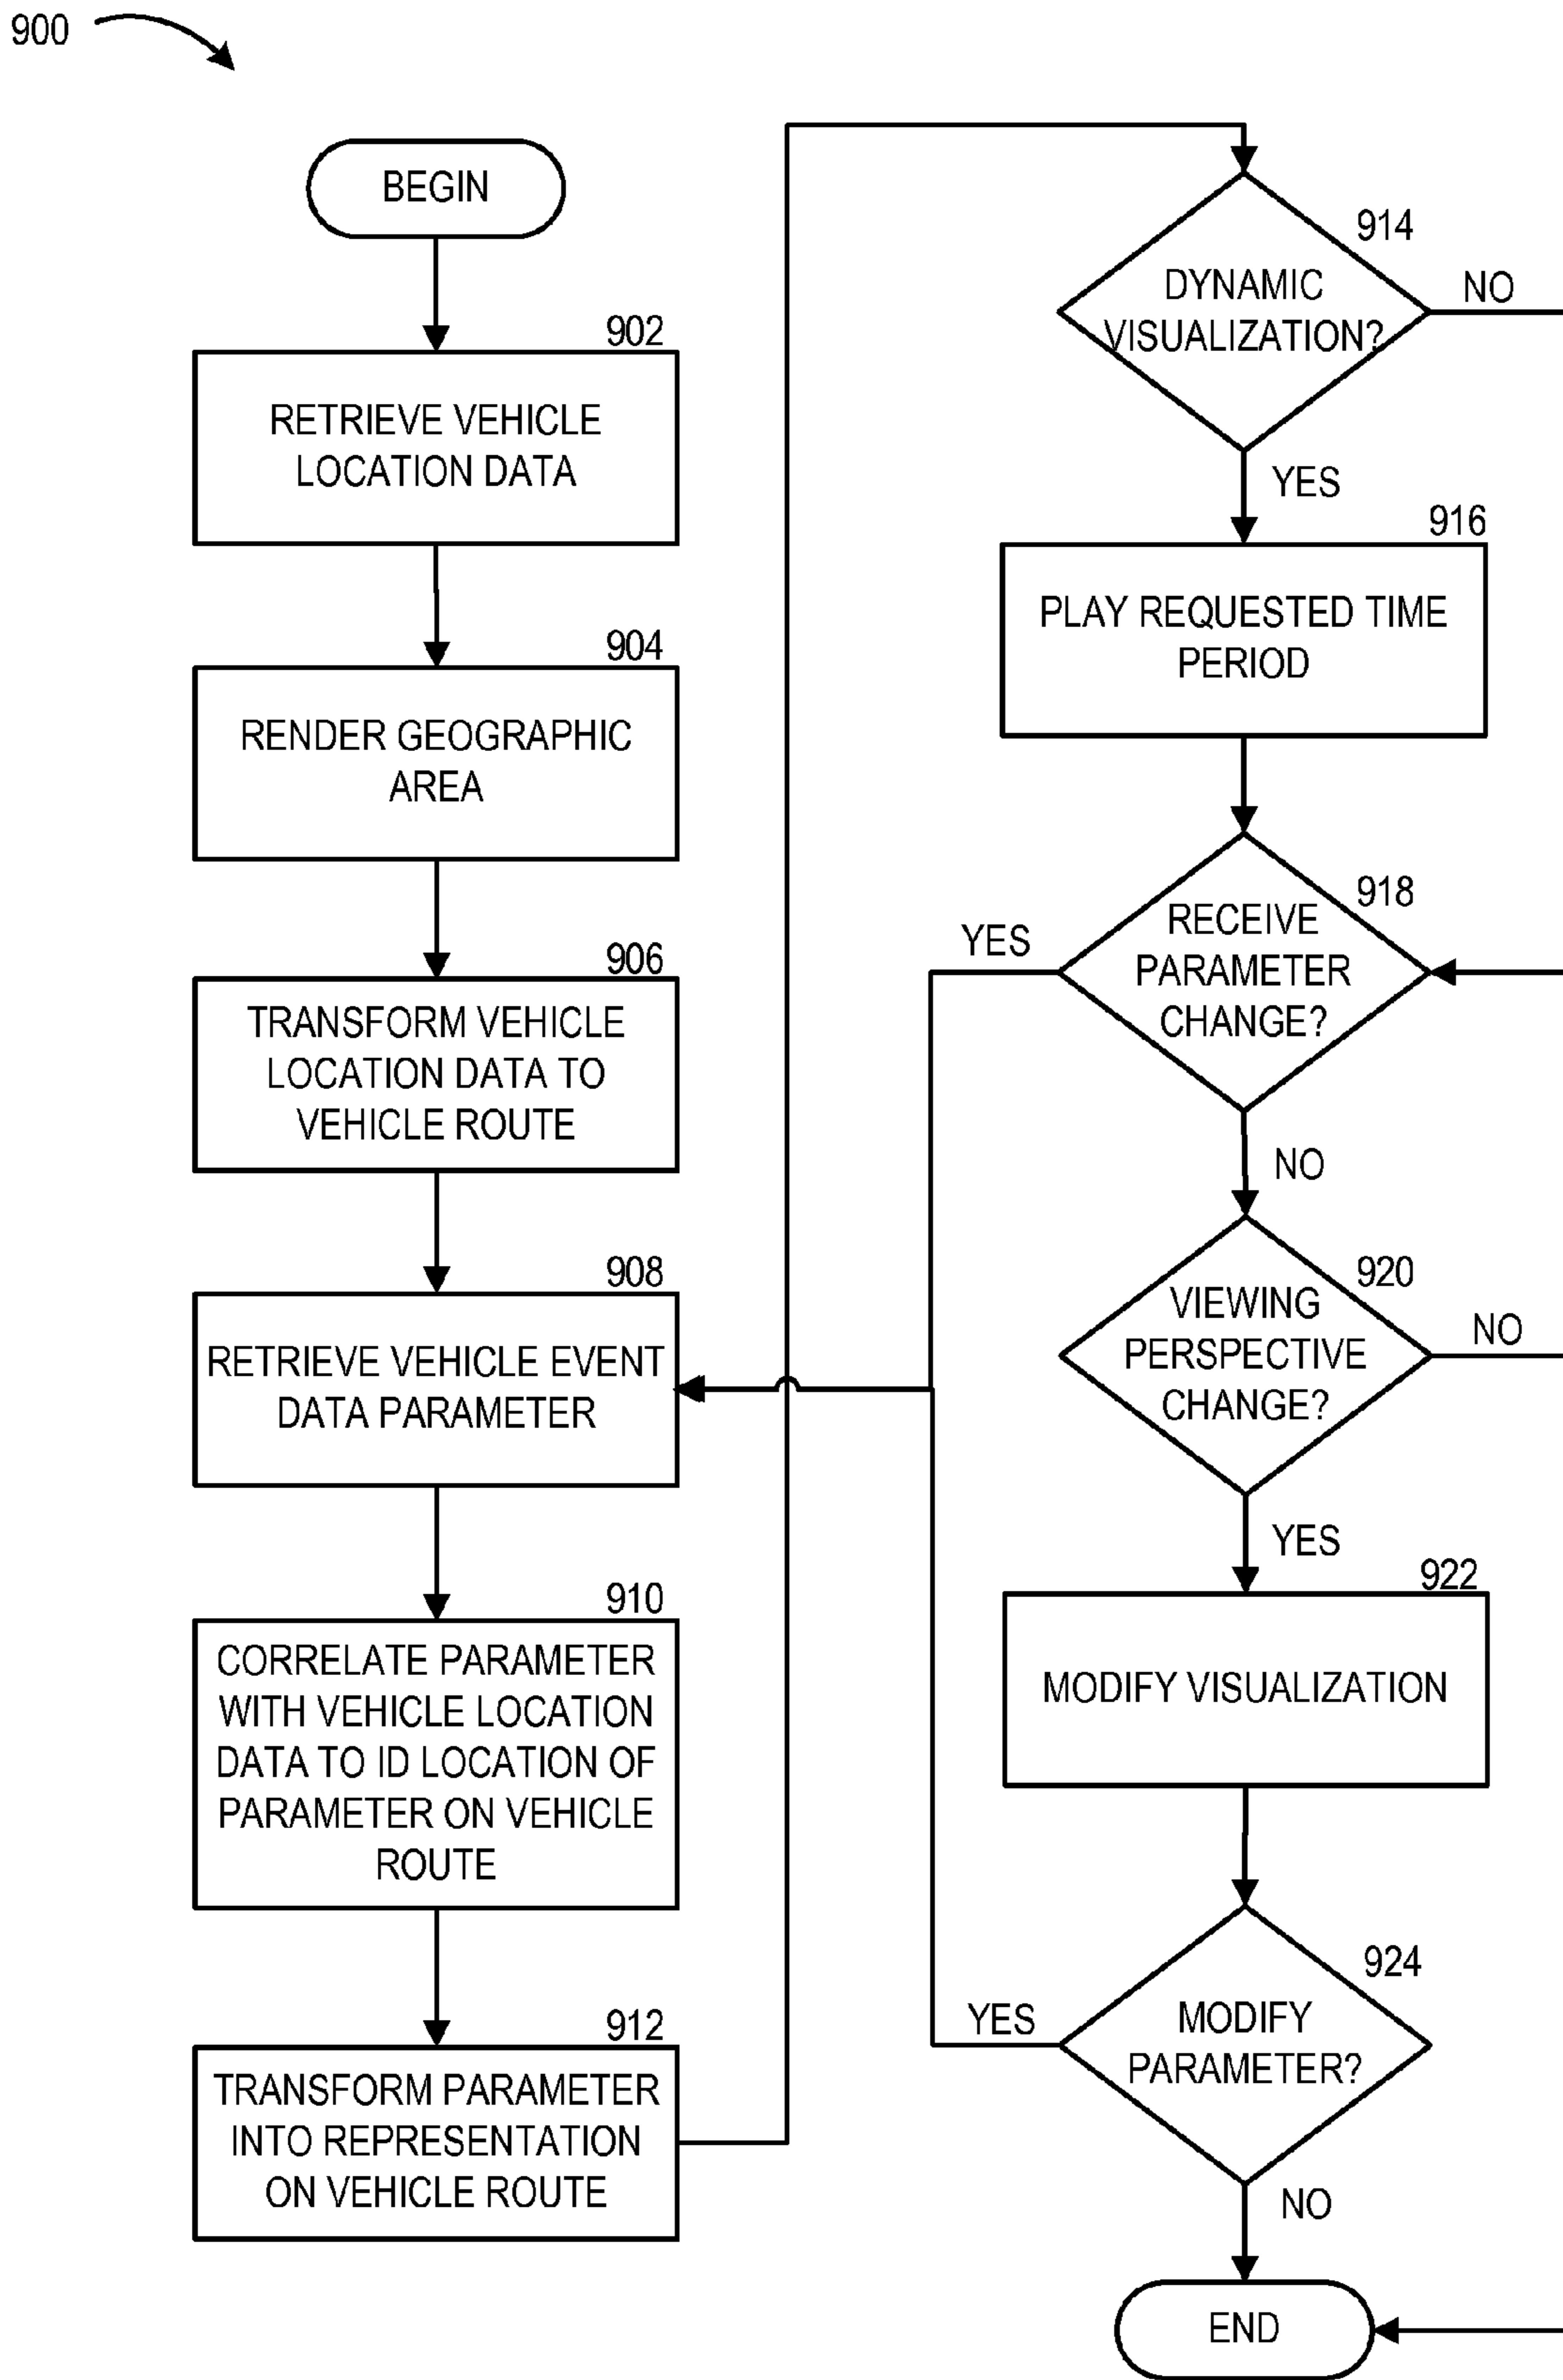 900
BEGIN
902
RETRIEVE VEHICLE
LOCATION DATA
904
RENDER GEOGRAPHIC
AREA
906
TRANSFORM VEHICLE
LOCATION DATA TO
VEHICLE ROUTE
908
RETRIEVE VEHICLE EVENT
DATA PARAMETER
910
CORRELATE PARAMETER
WITH VEHICLE LOCATION
DATA TO ID LOCATION OF
PARAMETER ON VEHICLE
ROUTE
912
TRANSFORM PARAMETER
INTO REPRESENTATION
ON VEHICLE ROUTE
914
DYNAMIC
VISUALIZATION?
NO
YES
916
PLAY REQUESTED TIME
PERIOD
918
RECEIVE
PARAMETER
CHANGE?
YES
NO
920
VIEWING
PERSPECTIVE
CHANGE?
NO
YES
922
MODIFY VISUALIZATION
924
MODIFY
PARAMETER?
YES
NO
END